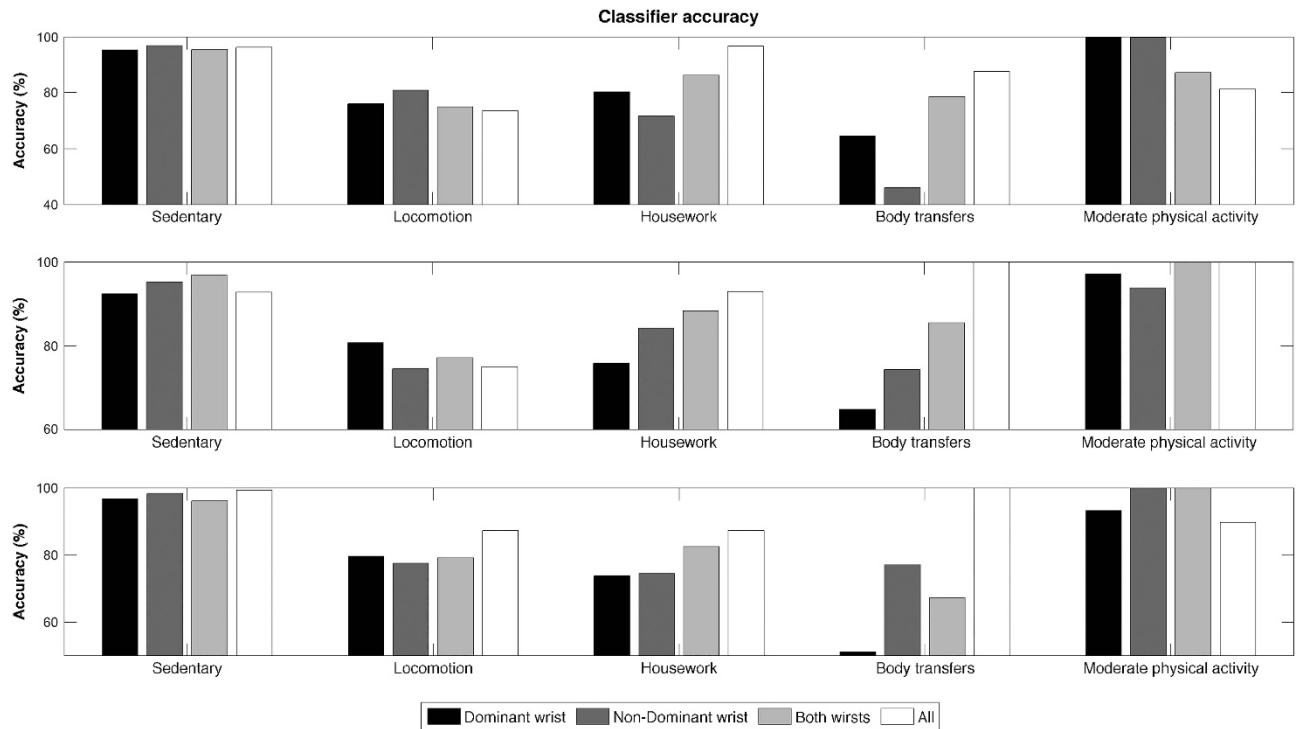 Classifier accuracy
Accuracy (%)
100
80
60
40
Sedentary Locomotion Housework Body transfers Moderate physical activity
Accuracy (%)
100
80
60
Sedentary Locomotion Housework Body transfers Moderate physical activity
Accuracy (%)
100
80
60
Sedentary Locomotion Housework Body transfers Moderate physical activity
Dominant wrist Non-Dominant wrist Both wirsts All